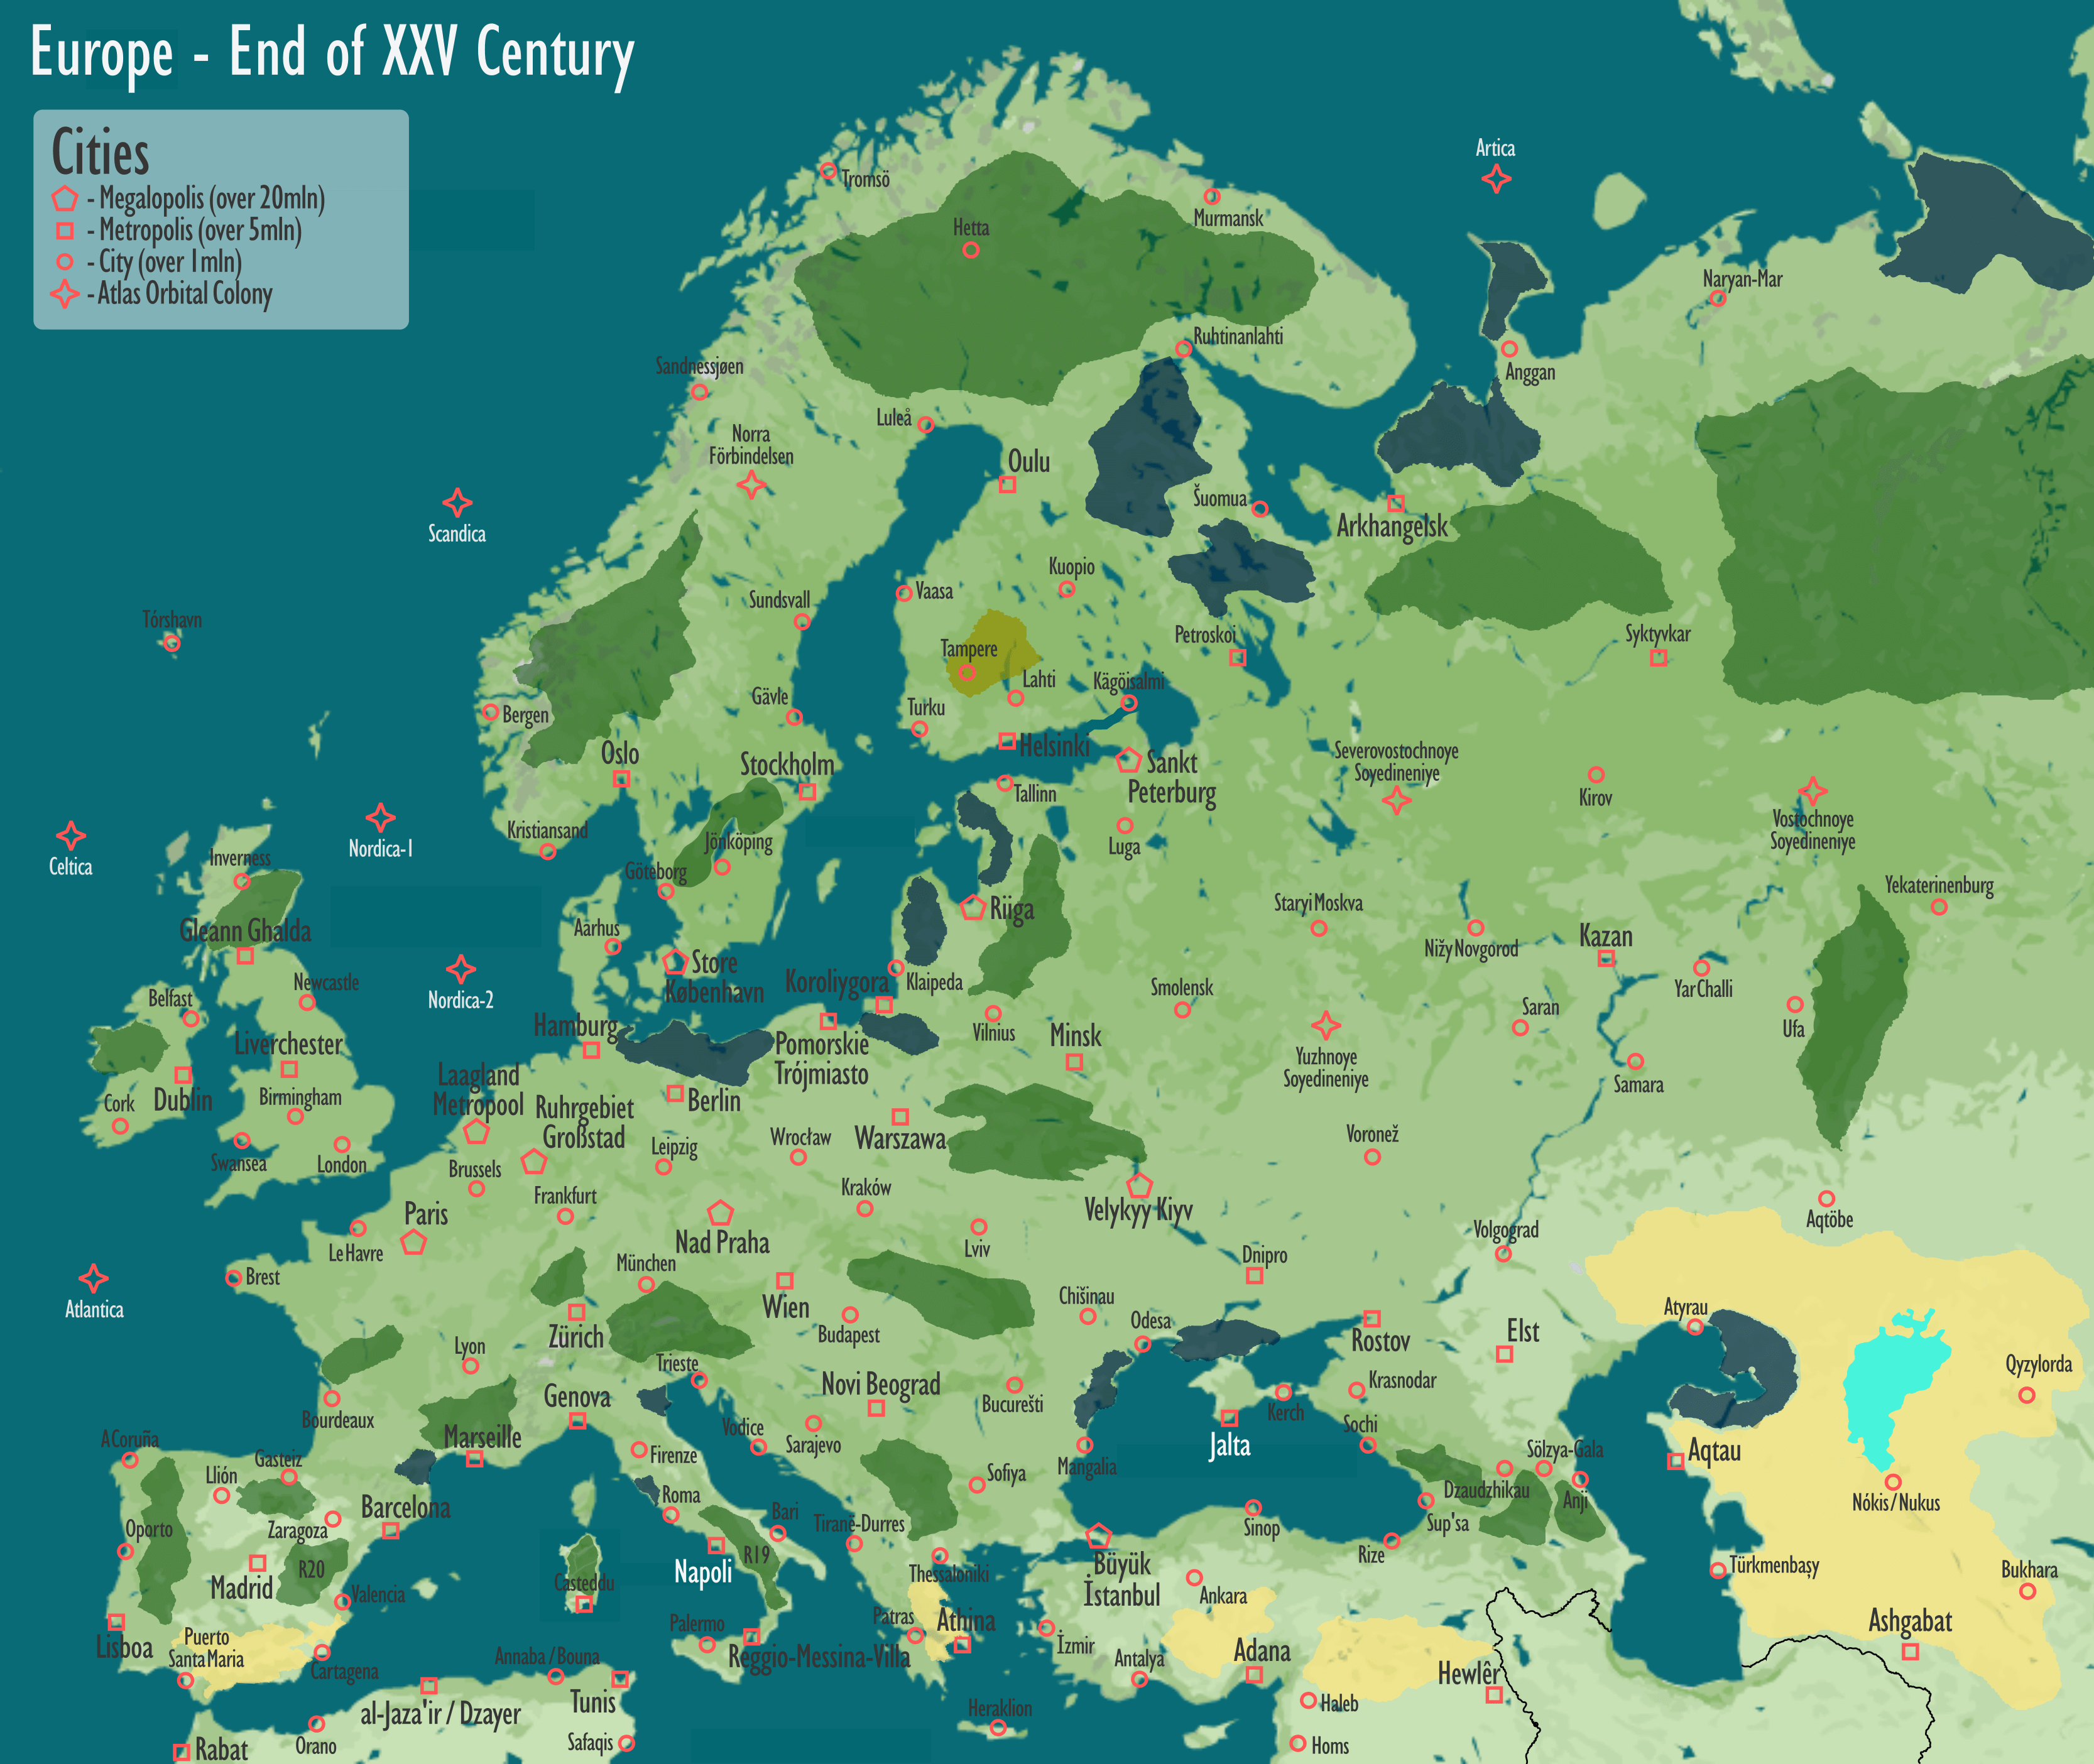 Europe - End of XXV Century
Cities
- Megalopolis (over 20mln)
- Metropolis (over 5mln)
- City (over 1mln)
- Atlas Orbital Colony
Artica
Tromsö
Murmansk
Hetta
Naryan-Mar
Ruhtinanlahti
Anggan
Sandnessjøen
Luleå
Norra
Förbindelsen
Oulu
Šuomua
Arkhangelsk
Scandica
Kuopio
Vaasa
Sundsvall
Tórshavn
Petroskoi
Syktyvkar
Tampere
Lahti
Kägöisalmi
Gävle
Turku
Bergen
Helsinki
Oslo
Stockholm
Sankt
Peterburg
Severovostochnoye
Soyedineniye
Kirov
Tallinn
Vostochnoye
Soyedineniye
Kristiansand
Jönköping
Luga
Nordica-1
Celtica
Inverness
Göteborg
Yekaterinenburg
Staryi Moskva
Riiga
Gleann Ghalda
Aarhus
Kazan
Nižy Novgorod
Store
København
Koroliygora
Klaipeda
Newcastle
Nordica-2
Smolensk
Yar Challi
Belfast
Saran
Hamburg
Vilnius
Minsk
Ufa
Liverchester
Pomorskie
Trójmiasto
Yuzhnoye
Soyedineniye
Laagland
Metropool
Samara
Dublin
Birmingham
Cork
Berlin
Ruhrgebiet
Großstad
Warszawa
Wrocław
Voronež
Leipzig
Swansea
London
Brussels
Kraków
Frankfurt
Velykyy Kiyv
Paris
Aqtöbe
Nad Praha
Lviv
Volgograd
Le Havre
München
Dnipro
Brest
Atlantica
Wien
Chišinau
Atyrau
Odesa
Zürich
Budapest
Rostov
Elst
Lyon
Trieste
Qyzylorda
Novi Beograd
Krasnodar
Genova
Bucurešti
Bourdeaux
Kerch
Sochi
Marseille
Vodice
Sarajevo
Jalta
A Coruña
Firenze
Sölzya-Gala
Aqtau
Gasteiz
Mangalia
Llión
Sofiya
Dzaudzhikau
Roma
Barcelona
Anji
Nókis / Nukus
Zaragoza
Bari
Tiranë-Durres
Sinop
Sup'sa
Oporto
R19
Rize
Büyük
İstanbul
R20
Napoli
Thessaloniki
Türkmenbaşy
Bukhara
Madrid
Casteddu
Valencia
Ankara
Patras
Athina
Ashgabat
Palermo
Lisboa
Puerto
Santa Maria
İzmir
Reggio-Messina-Villa
Annaba / Bouna
Antalya
Adana
Cartagena
Hewlêr
Tunis
Haleb
Heraklion
al-Jaza'ir / Dzayer
Safaqis
Orano
Homs
Rabat